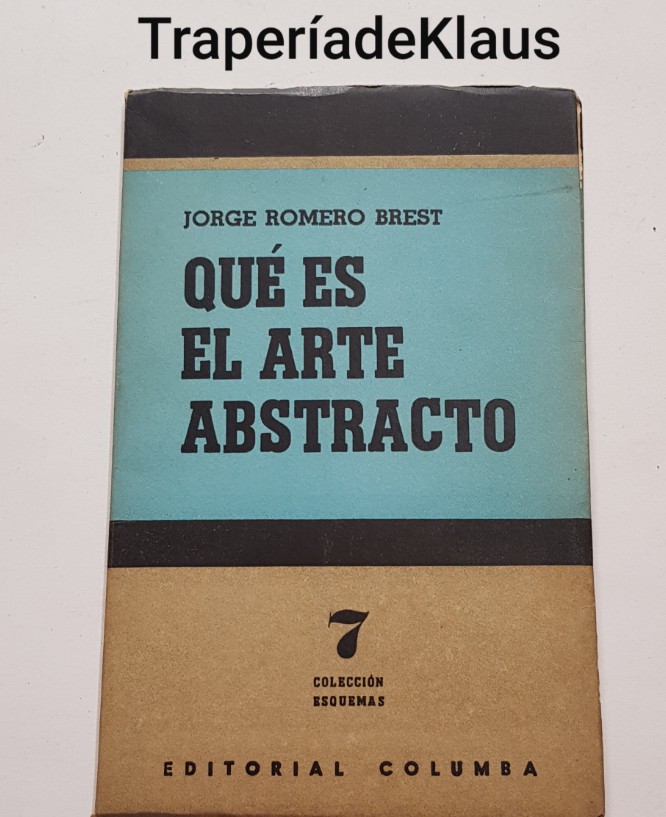 TraperíadeKlaus
JORGE ROMERO BREST
QUÉ ES
EL ARTE
ABSTRACTO
7
COLECCIÓN
ESQUEMAS
EDITORIAL COLUMBA